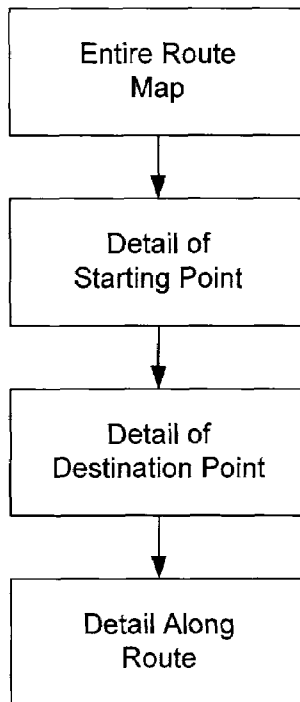 Entire Route
Map
Detail of
Starting Point
Detail of
Destination Point
Detail Along
Route